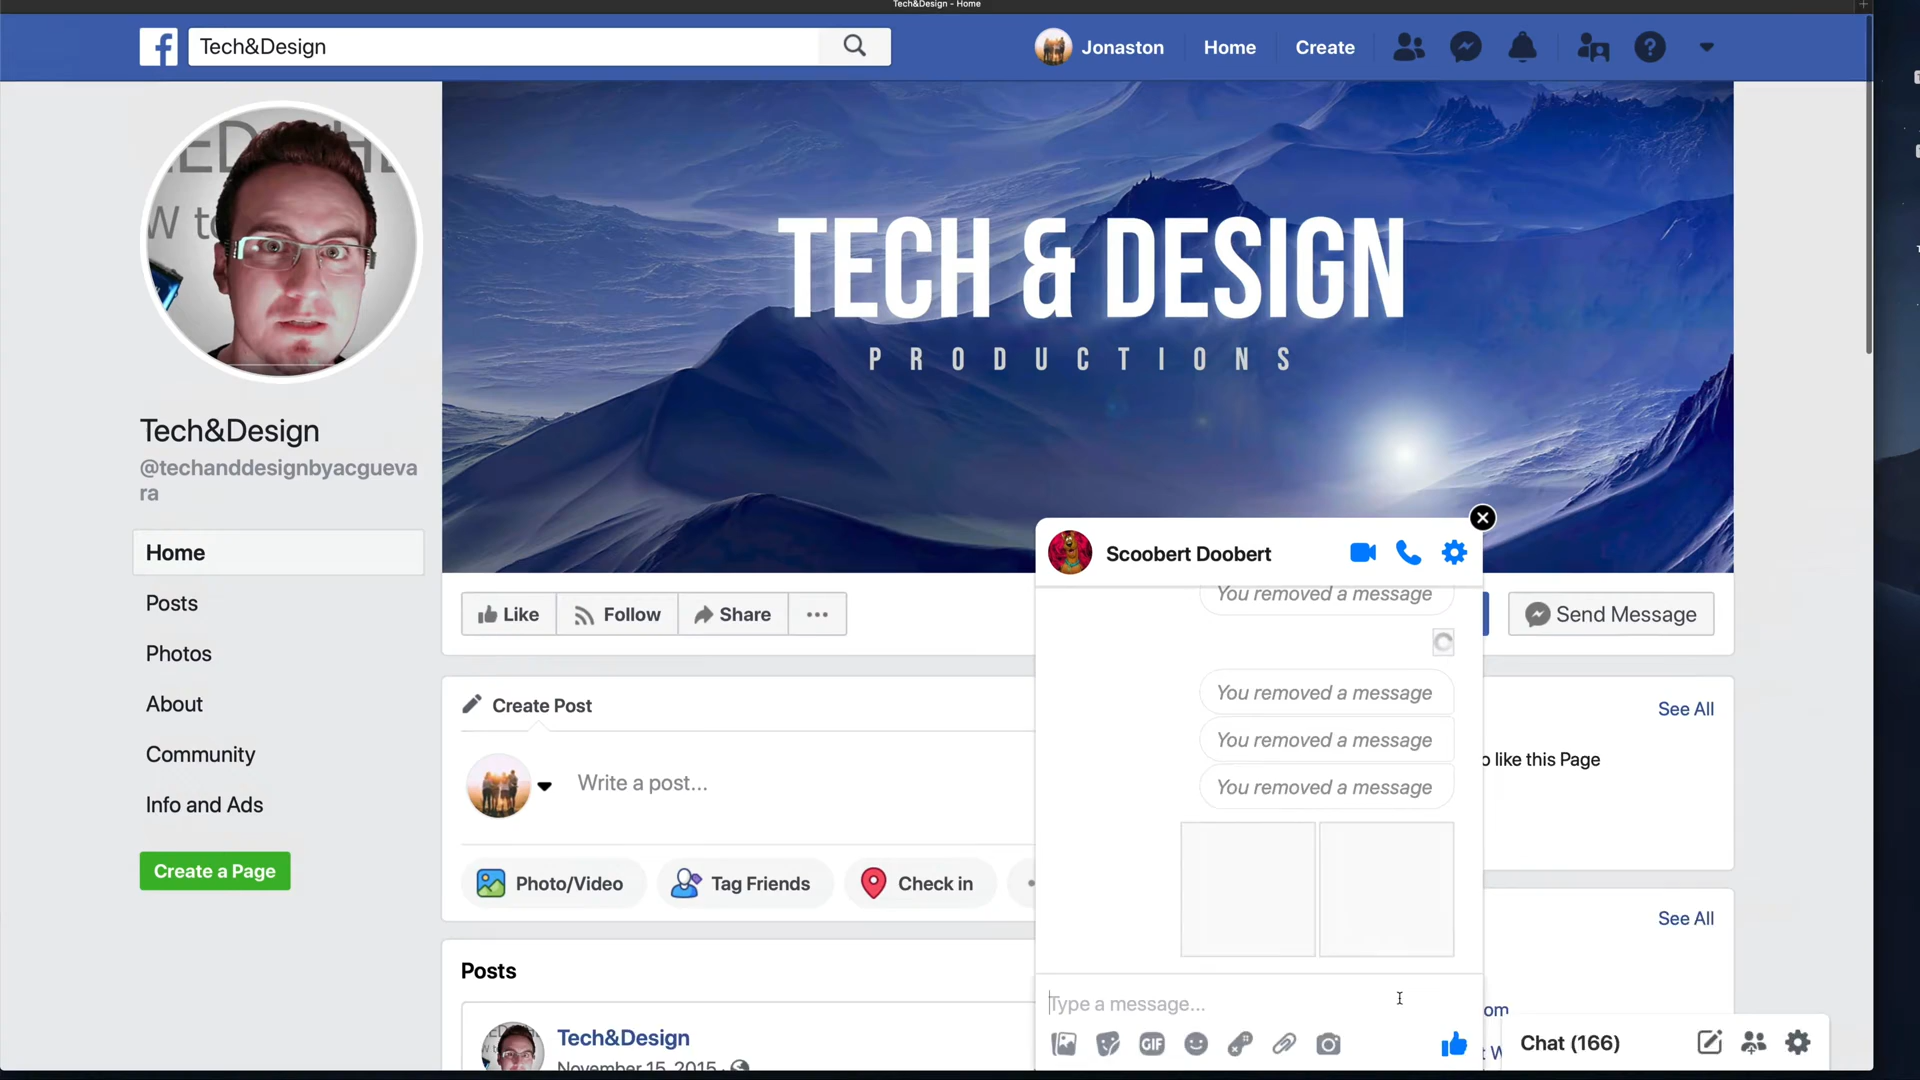 Tech&Design - Home
Tech&Design
Jonaston
Home
Create
TECH & DESIGN
PRODUCTIONS
Tech&Design
@techanddesignbyacgueva
ra
Home
Posts
Photos
About
Community
Info and Ads
Create a Page
Like
Follow
Share
Send Message
Create Post
Write a post...
Photo/Video
Tag Friends
Check in
Posts
Tech&Design
November 15, 2015
See All
like this Page
See All
Scoobert Doobert
You removed a message
You removed a message
You removed a message
You removed a message
Type a message...
GIF
Chat (166)